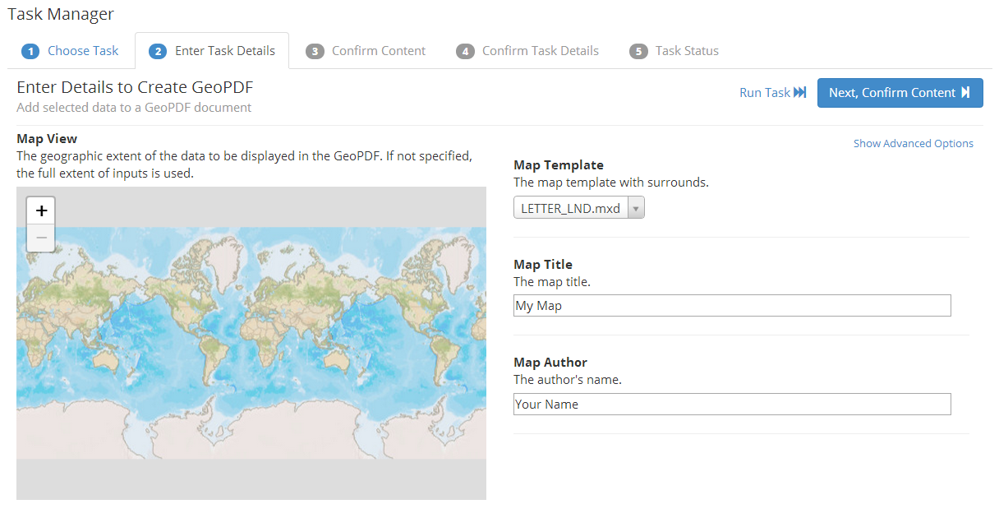 Task Manager
1 Choose Task 2 Enter Task Details 3 Confirm Content 4 Confirm Task Details 5 Task Status
Enter Details to Create GeoPDF
Add selected data to a GeoPDF document
Run Task Next, Confirm Content
Map View
The geographic extent of the data to be displayed in the GeoPDF. If not specified,
the full extent of inputs is used.
+
−
Show Advanced Options
Map Template
The map template with surrounds.
LETTER_LND.mxd
Map Title
The map title.
My Map
Map Author
The author's name.
Your Name